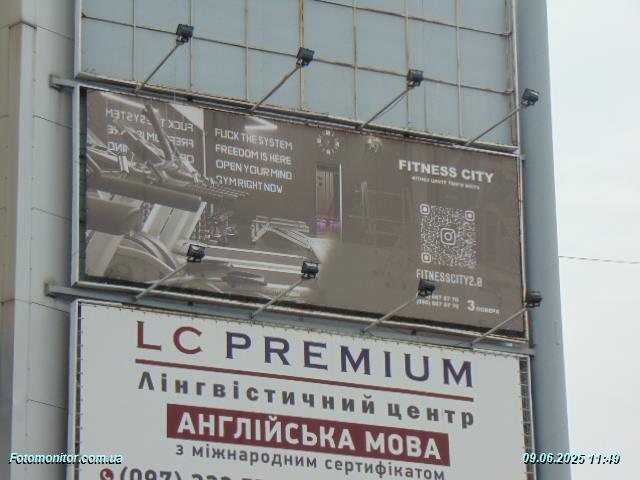 FUCK THE SYSTEM
FREEDOM IS HERE
OPEN YOUR MIND
GYM RIGHT NOW
FITNESS CITY
FITNESSCITY2.0
3 ПОВЕРХ
LC PREMIUM
Лінгвістичний центр
АНГЛІЙСЬКА МОВА
з міжнародним сертифікатом
(097)
Fotomonitor.com.ua
09.06.2025 11:49